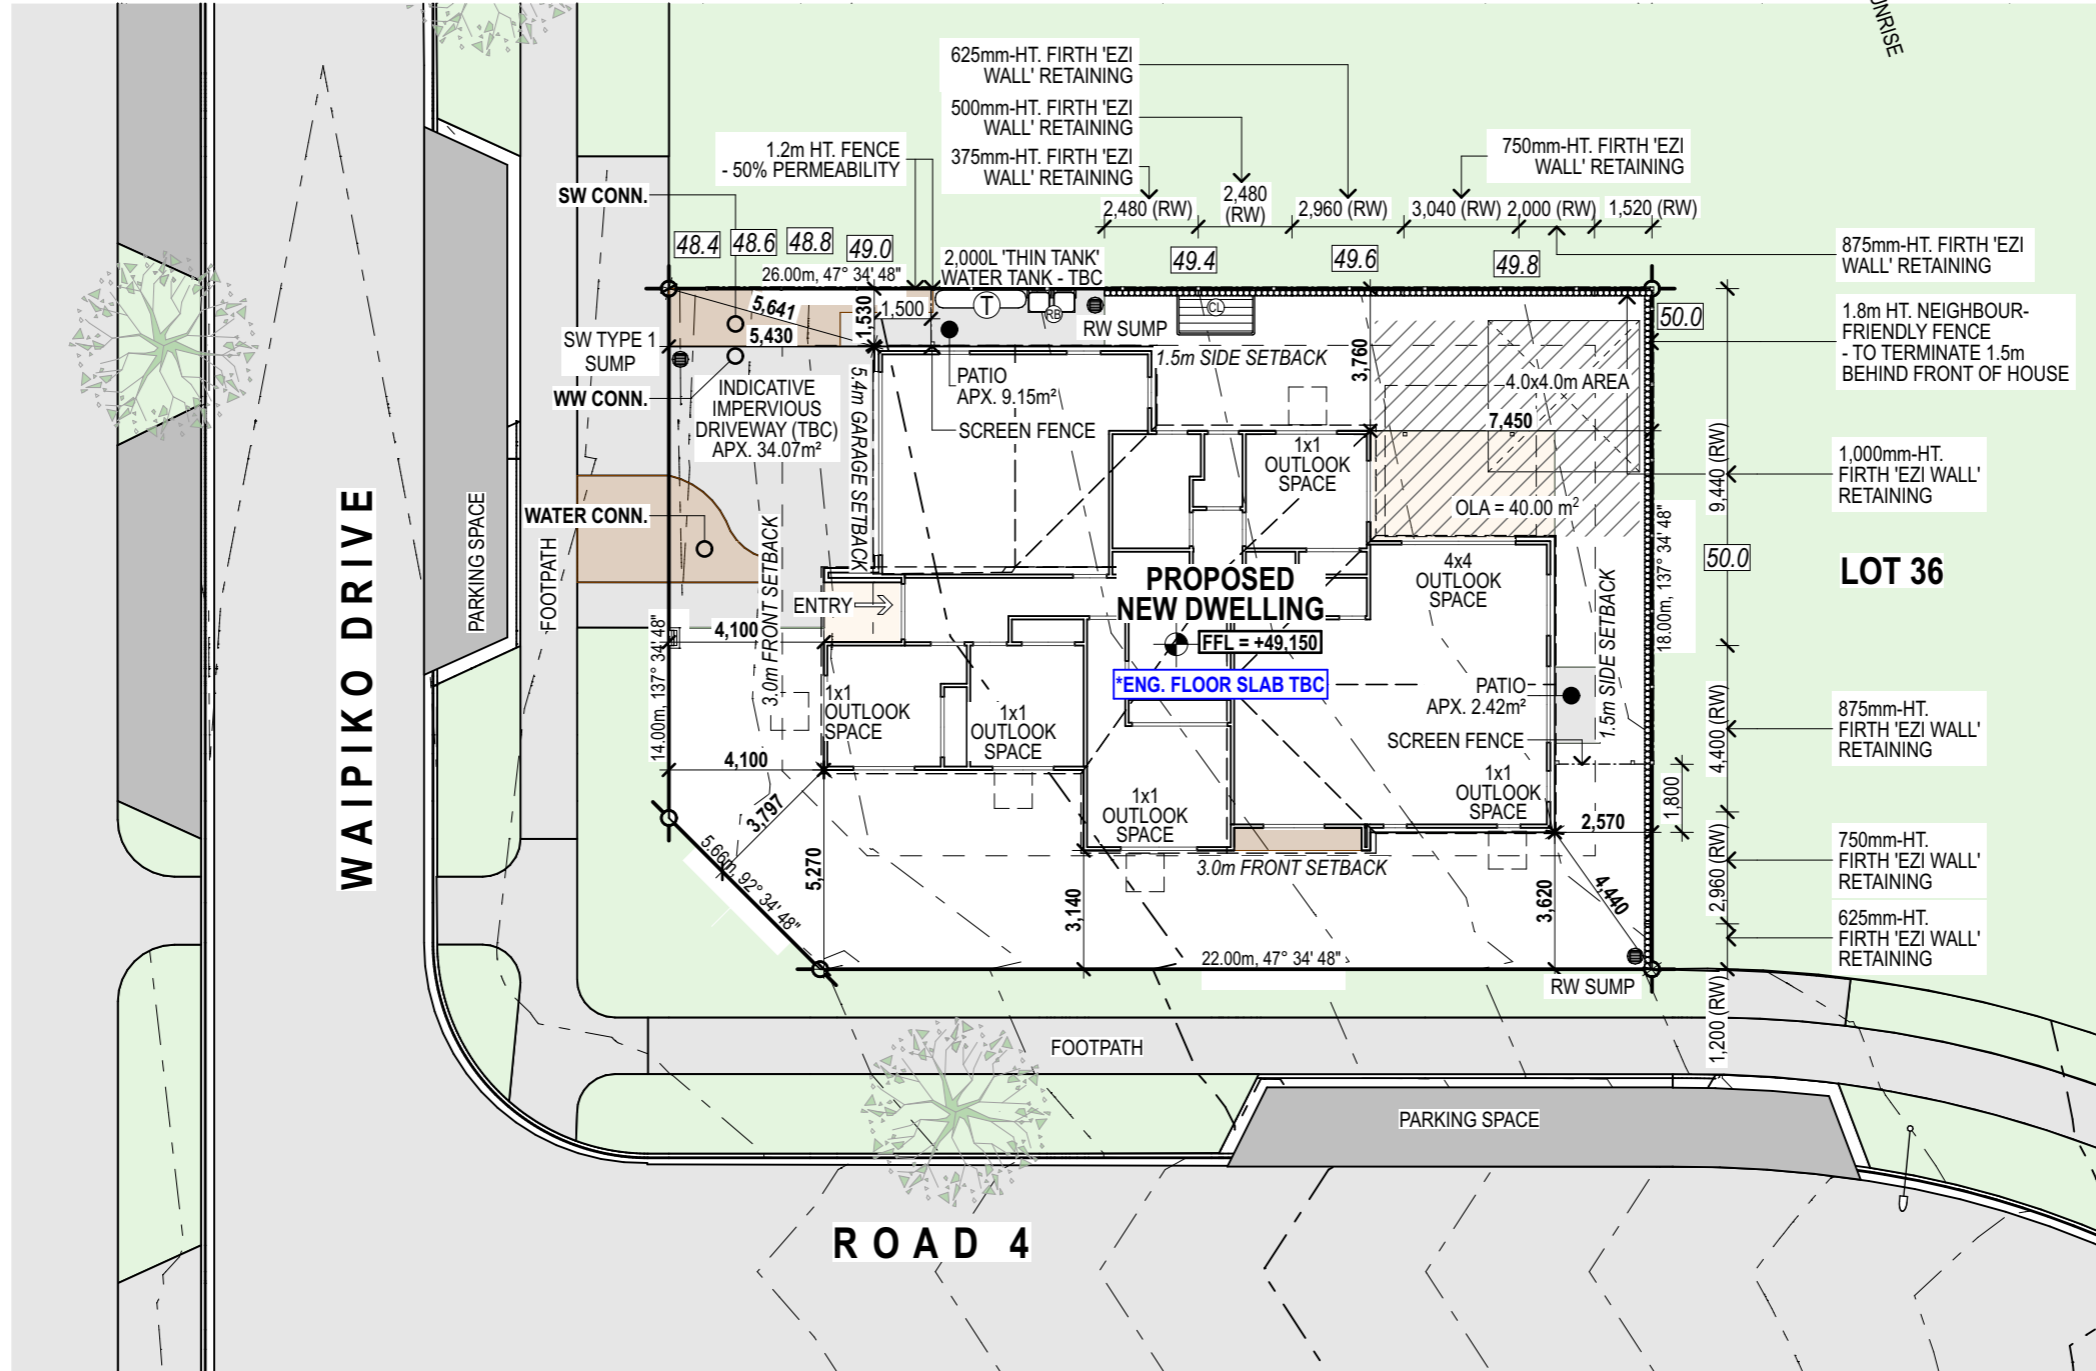 UNRISE
625mm-HT. FIRTH 'EZI
WALL' RETAINING
500mm-HT. FIRTH 'EZI
WALL' RETAINING
375mm-HT. FIRTH 'EZI
WALL' RETAINING
750mm-HT. FIRTH 'EZI
WALL' RETAINING
1.2m HT. FENCE
- 50% PERMEABILITY
SW CONN.
2,480 (RW)
2,480
(RW)
2,960 (RW)
3,040 (RW)
2,000 (RW)
1,520 (RW)
48.4
48.6
48.8
49.0
49.4
49.6
49.8
2,000L 'THIN TANK'
WATER TANK - TBC
26.00m, 47° 34' 48"
875mm-HT. FIRTH 'EZI
WALL' RETAINING
1.8m HT. NEIGHBOUR-
FRIENDLY FENCE
- TO TERMINATE 1.5m
BEHIND FRONT OF HOUSE
50.0
5,641
5,430
1,530
1,500
T
RB
CL
RW SUMP
SW TYPE 1
SUMP
WW CONN.
INDICATIVE
IMPERVIOUS
DRIVEWAY (TBC)
APX. 34.07m²
5.4m GARAGE SETBACK
PATIO
APX. 9.15m²
SCREEN FENCE
1.5m SIDE SETBACK
3,760
4.0x4.0m AREA
7,450
1x1
OUTLOOK
SPACE
OLA = 40.00 m²
9,440 (RW)
1,000mm-HT.
FIRTH 'EZI WALL'
RETAINING
18.00m, 137° 34' 48"
50.0
LOT 36
WAIPIKO DRIVE
PARKING SPACE
FOOTPATH
WATER CONN.
3.0m FRONT SETBACK
ENTRY
PROPOSED
NEW DWELLING
FFL = +49,150
*ENG. FLOOR SLAB TBC
4x4
OUTLOOK
SPACE
1.5m SIDE SETBACK
14.00m, 137° 34' 48"
4,100
4,100
1x1
OUTLOOK
SPACE
1x1
OUTLOOK
SPACE
PATIO
APX. 2.42m²
SCREEN FENCE
1x1
OUTLOOK
SPACE
1x1
OUTLOOK
SPACE
4,400 (RW)
1,800
875mm-HT.
FIRTH 'EZI WALL'
RETAINING
3,797
5.66m, 92° 34' 48"
5,270
3,140
3.0m FRONT SETBACK
3,620
2,570
4,440
2,960 (RW)
750mm-HT.
FIRTH 'EZI WALL'
RETAINING
625mm-HT.
FIRTH 'EZI WALL'
RETAINING
22.00m, 47° 34' 48"
RW SUMP
1,200 (RW)
FOOTPATH
PARKING SPACE
ROAD 4